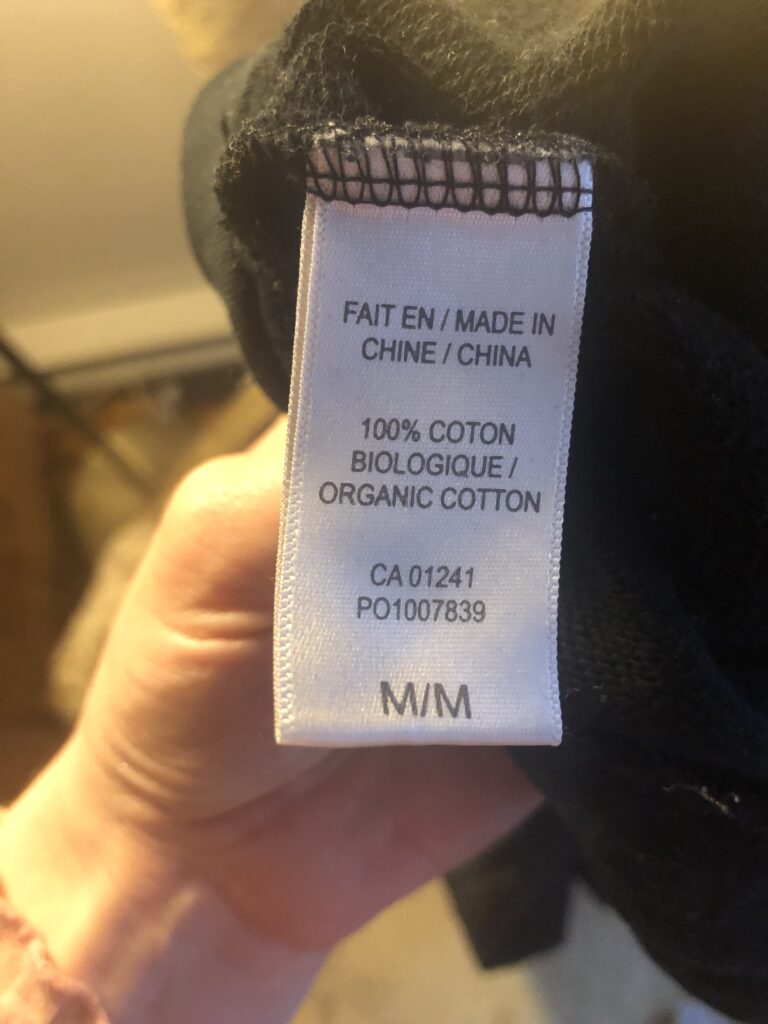 FAIT EN / MADE IN
CHINE / CHINA
100% COTON
BIOLOGIQUE /
ORGANIC COTTON
CA 01241
PO1007839
M/M